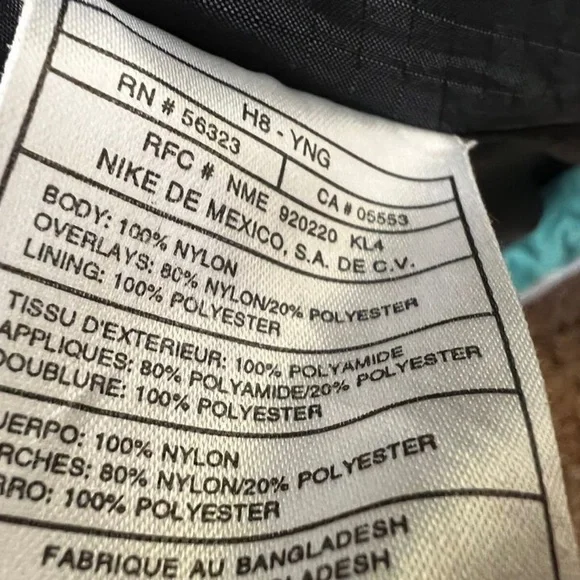 H8 - YNG
RN # 56323 CA # 05553
RFC # NME 920220 KL4
NIKE DE MEXICO, S.A. DE C.V.
BODY: 100% NYLON
OVERLAYS: 80% NYLON/20% POLYESTER
LINING: 100% POLYESTER
TISSU D'EXTERIEUR: 100% POLYAMIDE
APPLIQUES: 80% POLYAMIDE/20% POLYESTER
DOUBLURE: 100% POLYESTER
UERPO: 100% NYLON
RCHES: 80% NYLON/20% POLYESTER
RRO: 100% POLYESTER
FABRIQUE AU BANGLADESH
BANGLADESH